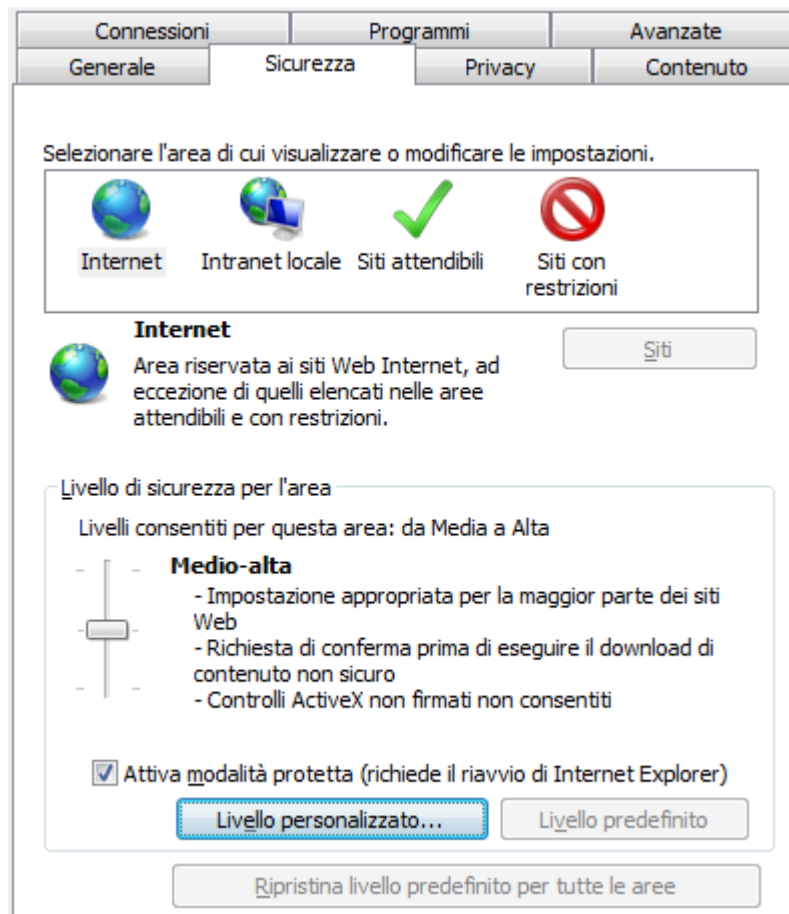 Connessioni Programmi Avanzate
Generale Sicurezza Privacy Contenuto
Selezionare l'area di cui visualizzare o modificare le impostazioni.
Internet Intranet locale Siti attendibili Siti con
restrizioni
Internet
Siti
Area riservata ai siti Web Internet, ad
eccezione di quelli elencati nelle aree
attendibili e con restrizioni.
Livello di sicurezza per l'area
Livelli consentiti per questa area: da Media a Alta
Medio-alta
- Impostazione appropriata per la maggior parte dei siti
Web
- Richiesta di conferma prima di eseguire il download di
contenuto non sicuro
- Controlli ActiveX non firmati non consentiti
Attiva modalità protetta (richiede il riavvio di Internet Explorer)
Livello personalizzato... Livello predefinito
Ripristina livello predefinito per tutte le aree